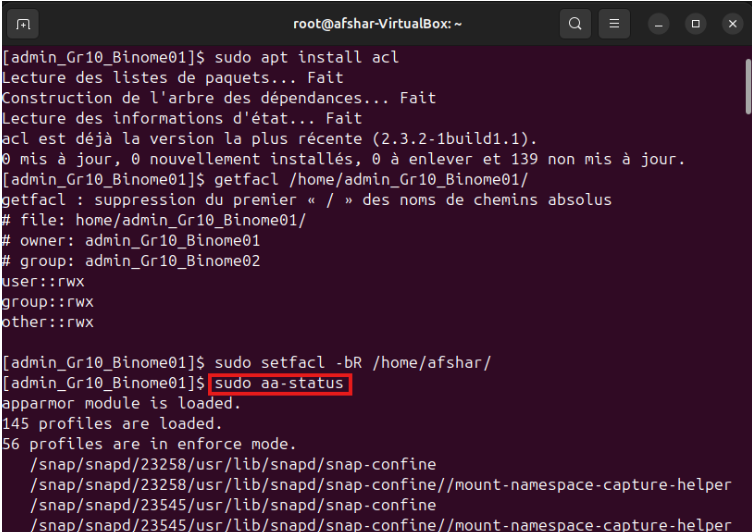 root@afshar-VirtualBox: ~
[admin_Gr10_Binome01]$ sudo apt install acl
Lecture des listes de paquets... Fait
Construction de l'arbre des dépendances... Fait
Lecture des informations d'état... Fait
acl est déjà la version la plus récente (2.3.2-1build1.1).
0 mis à jour, 0 nouvellement installés, 0 à enlever et 139 non mis à jour.
[admin_Gr10_Binome01]$ getfacl /home/admin_Gr10_Binome01/
getfacl : suppression du premier « / » des noms de chemins absolus
# file: home/admin_Gr10_Binome01/
# owner: admin_Gr10_Binome01
# group: admin_Gr10_Binome02
user::rwx
group::rwx
other::rwx
[admin_Gr10_Binome01]$ sudo setfacl -bR /home/afshar/
[admin_Gr10_Binome01]$ sudo aa-status
apparmor module is loaded.
145 profiles are loaded.
56 profiles are in enforce mode.
/snap/snapd/23258/usr/lib/snapd/snap-confine
/snap/snapd/23258/usr/lib/snapd/snap-confine//mount-namespace-capture-helper
/snap/snapd/23545/usr/lib/snapd/snap-confine
/snap/snapd/23545/usr/lib/snapd/snap-confine//mount-namespace-capture-helper